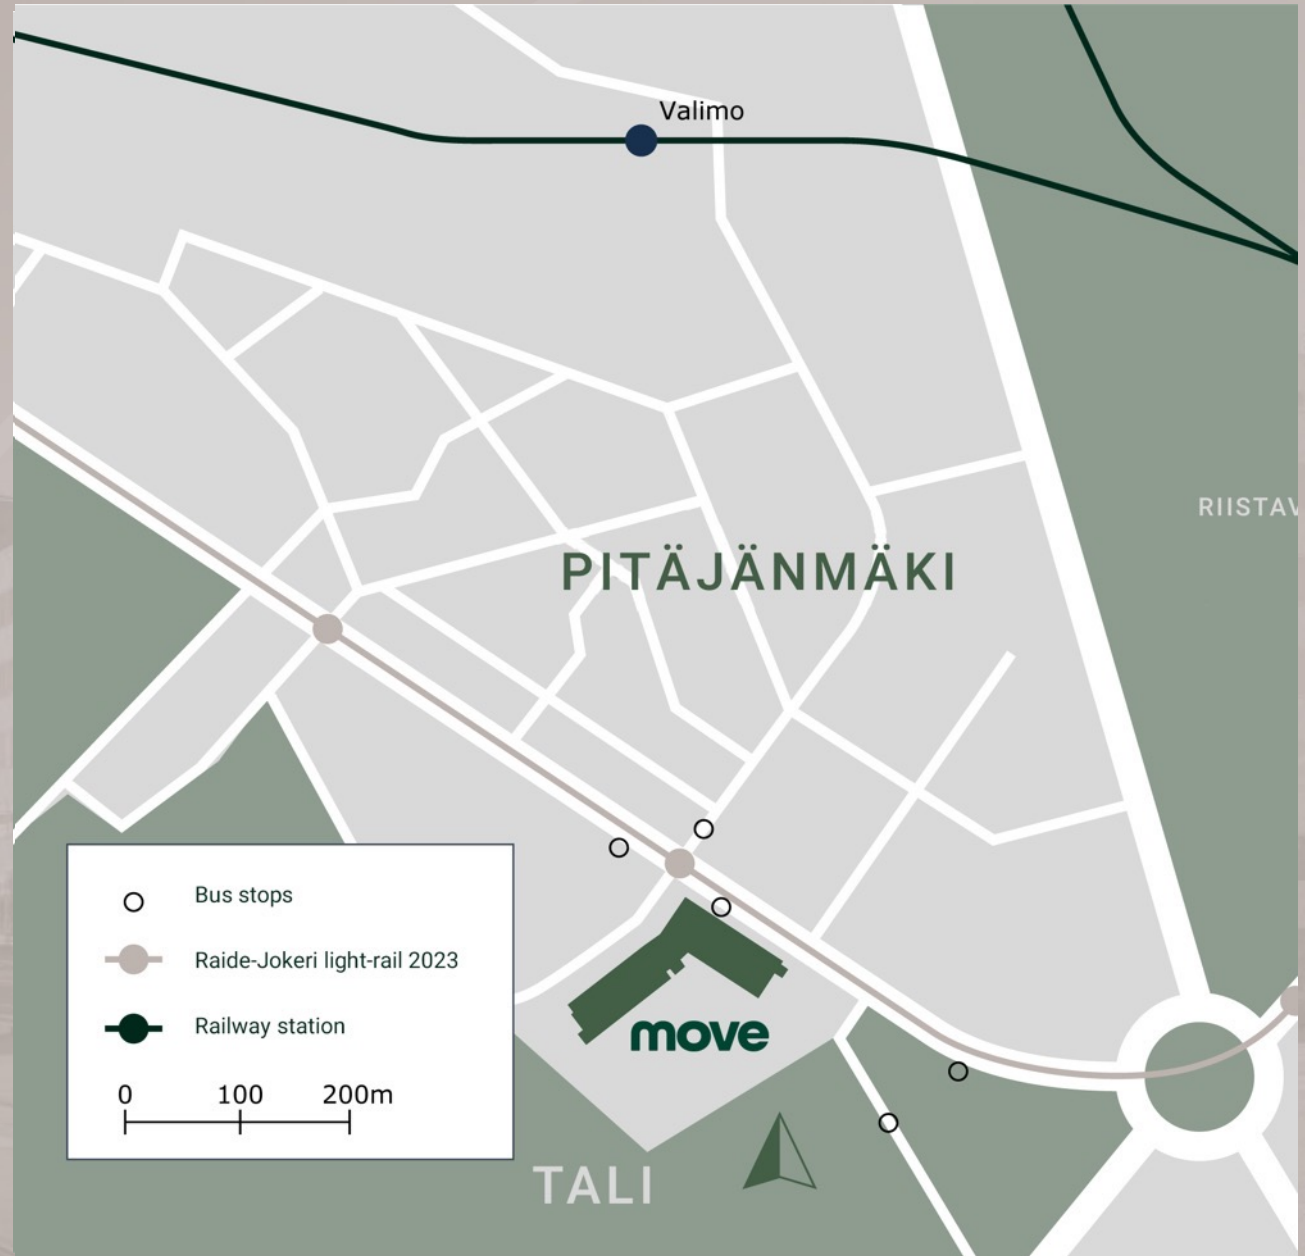 Valimo
RIISTAV
PITÄJÄNMÄKI
Bus stops
Raide-Jokeri light-rail 2023
Railway station
0 100 200m
move
TALI